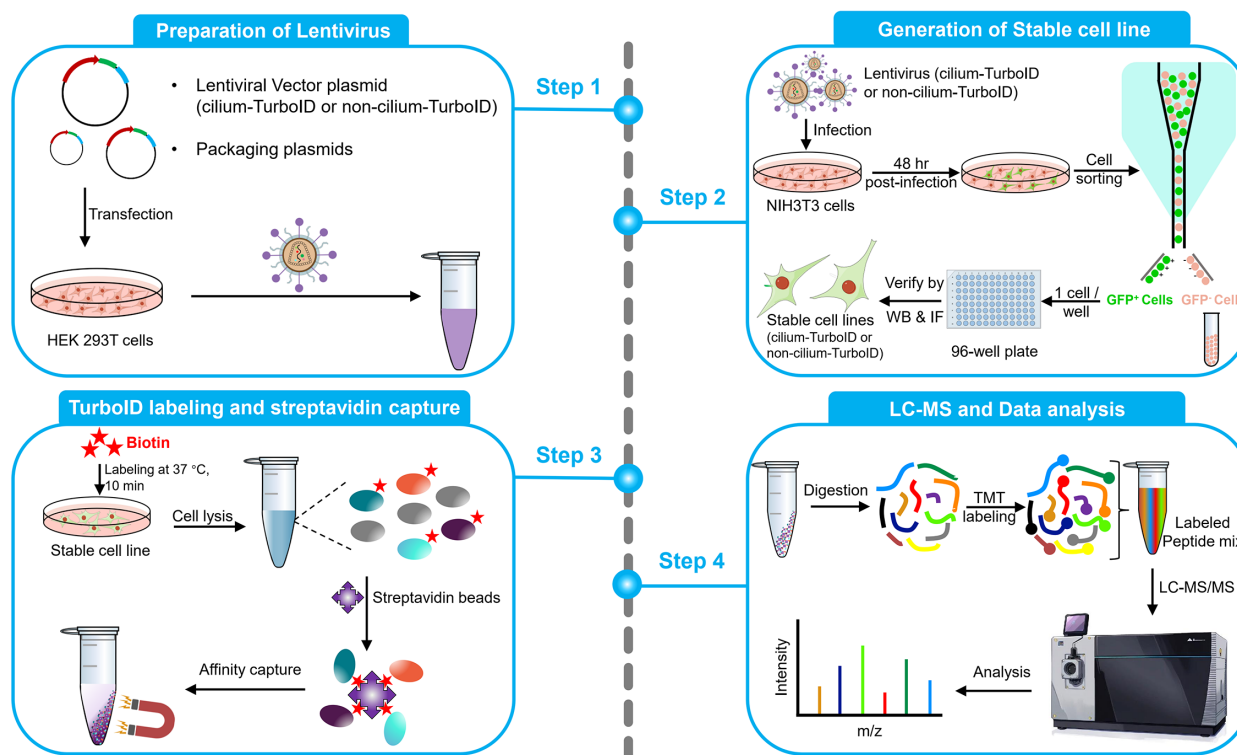 Preparation of Lentivirus
• Lentiviral Vector plasmid
(cilium-TurboID or non-cilium-TurboID)
• Packaging plasmids
Transfection
HEK 293T cells
Step 1
Step 2
Generation of Stable cell line
Lentivirus (cilium-TurboID
or non-cilium-TurboID)
Infection
NIH3T3 cells
48 hr
post-infection
Cell
sorting
GFP⁺ Cells
GFP⁻ Cell
1 cell /
well
96-well plate
Verify by
WB & IF
Stable cell lines
(cilium-TurboID or
non-cilium-TurboID)
TurboID labeling and streptavidin capture
Biotin
Labeling at 37 °C,
10 min
Stable cell line
Cell lysis
Streptavidin beads
Affinity capture
Step 3
Step 4
LC-MS and Data analysis
Digestion
TMT
labeling
Labeled
Peptide mix
LC-MS/MS
Analysis
Intensity
m/z